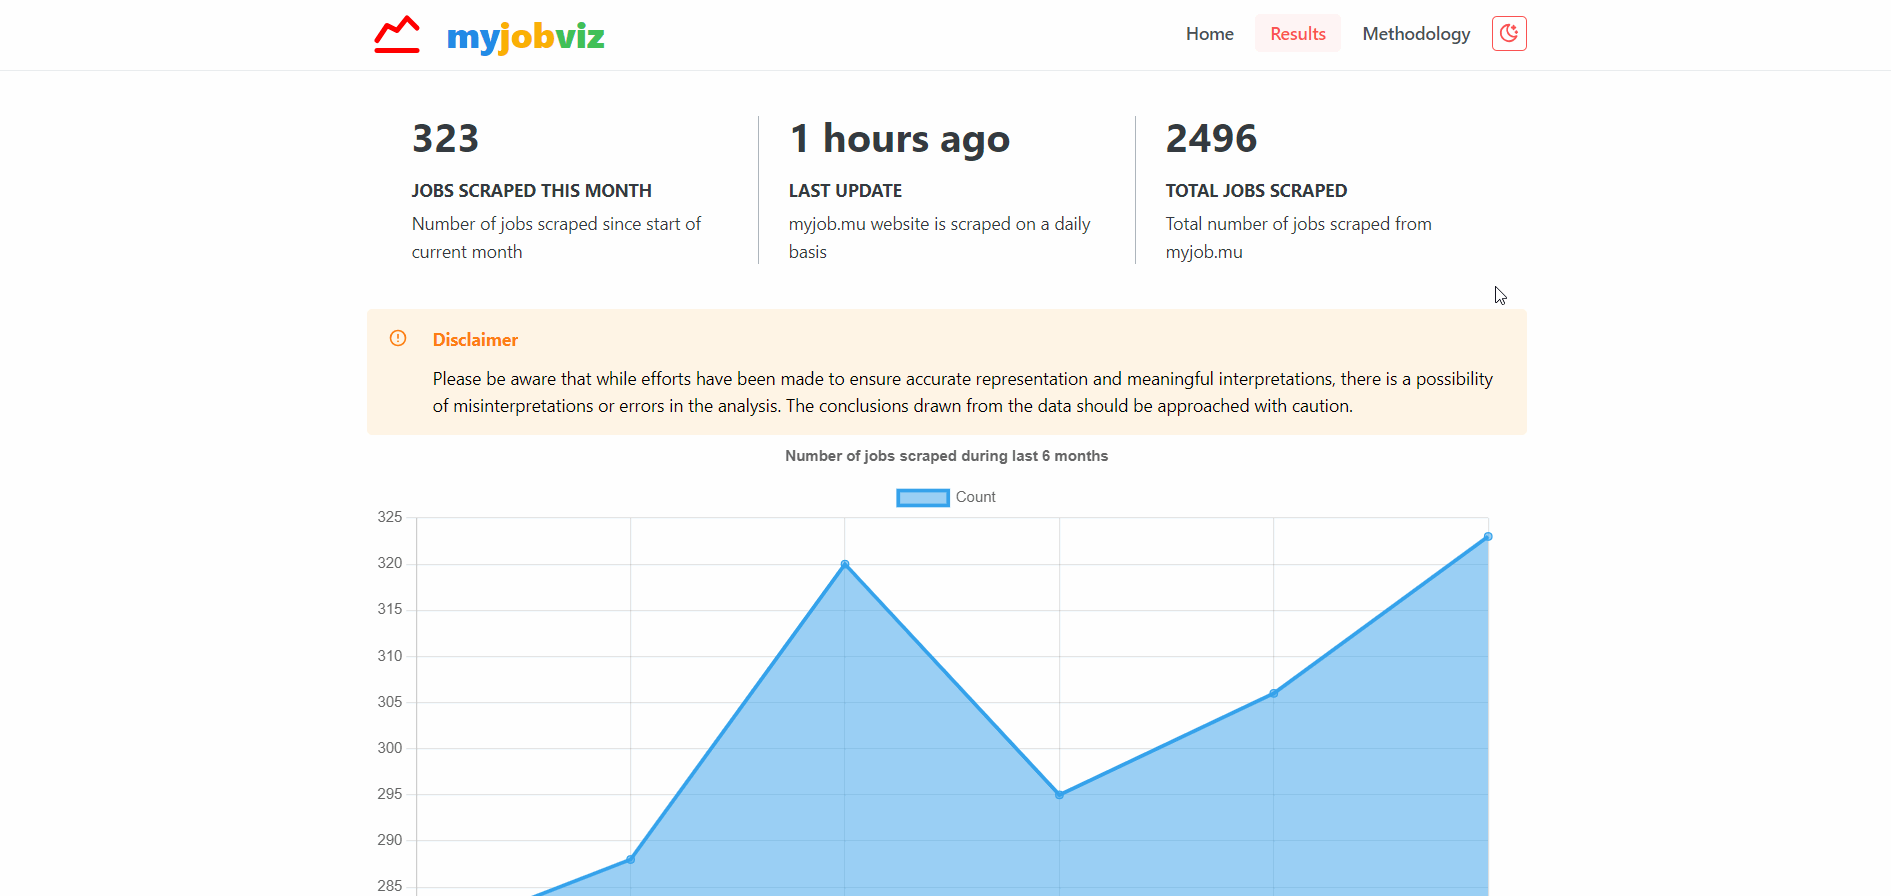 myjobviz
Home
Results
Methodology
323
JOBS SCRAPED THIS MONTH
Number of jobs scraped since start of
current month
1 hours ago
LAST UPDATE
myjob.mu website is scraped on a daily
basis
2496
TOTAL JOBS SCRAPED
Total number of jobs scraped from
myjob.mu
Disclaimer
Please be aware that while efforts have been made to ensure accurate representation and meaningful interpretations, there is a possibility
of misinterpretations or errors in the analysis. The conclusions drawn from the data should be approached with caution.
Number of jobs scraped during last 6 months
Count
325
320
315
310
305
300
295
290
285